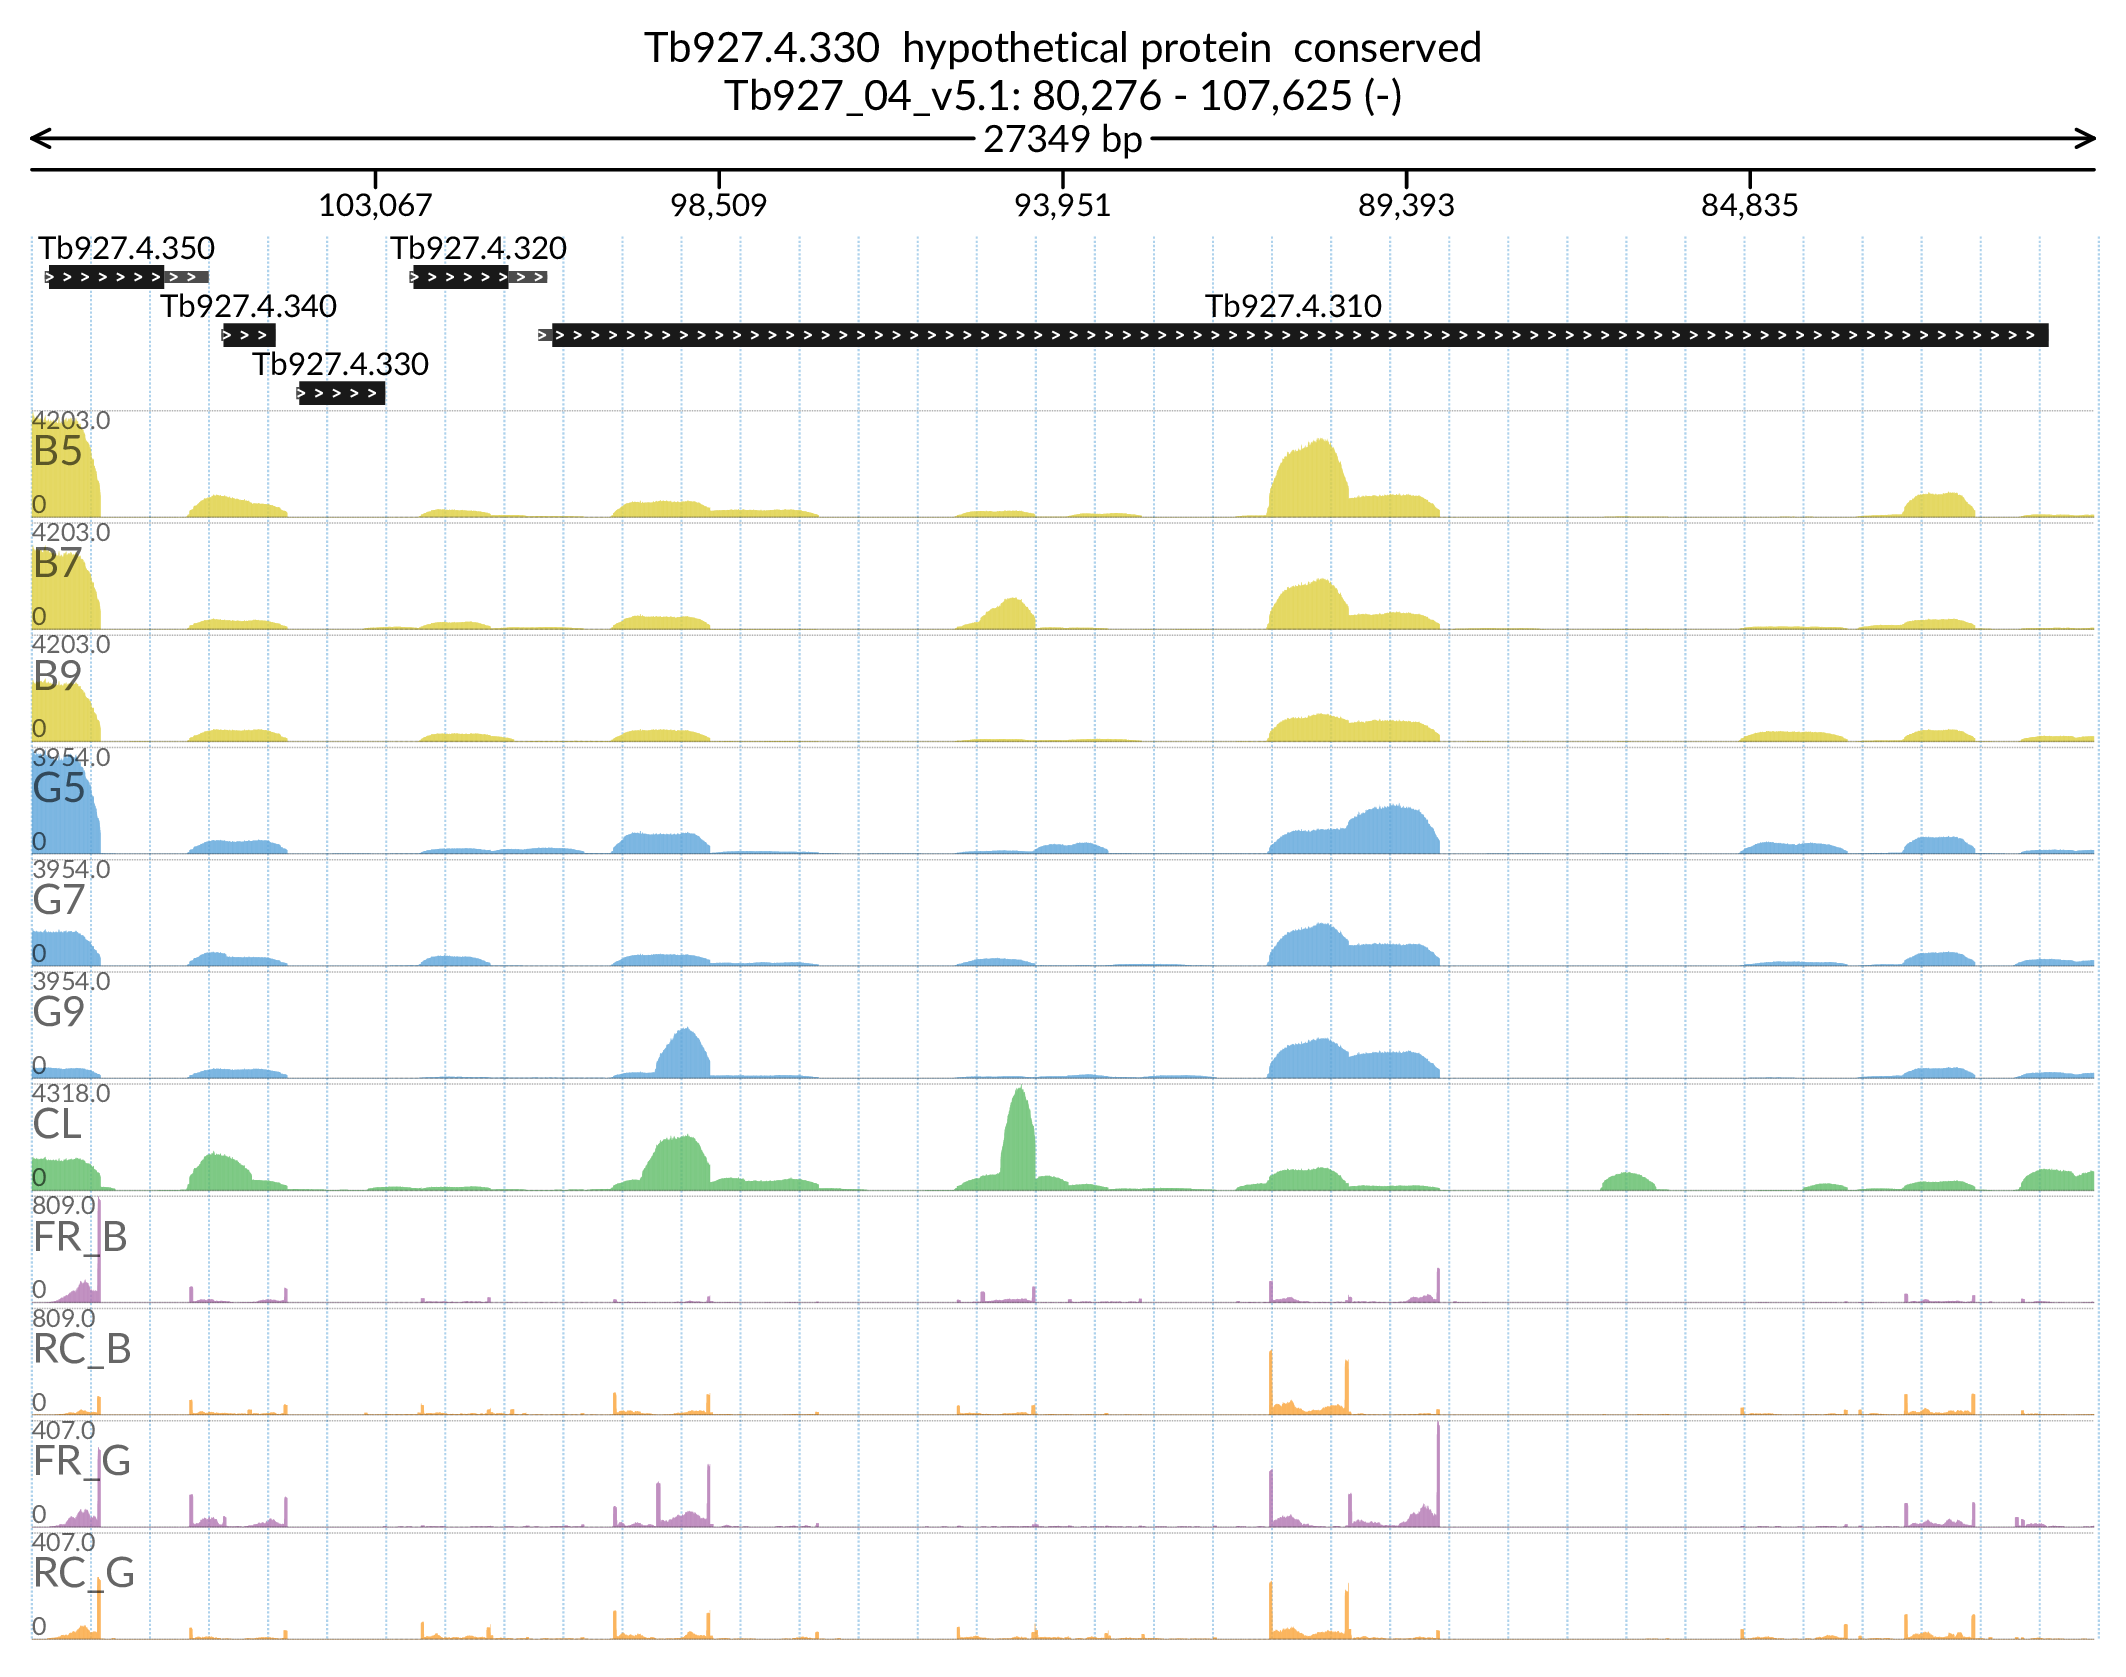 Tb927.4.330  hypothetical protein  conserved
Tb927_04_v5.1: 80,276 - 107,625 (-)
27349 bp
103,067 98,509 93,951 89,393 84,835
Tb927.4.350 Tb927.4.320
Tb927.4.340 Tb927.4.310
Tb927.4.330
4203.0
B5
0
4203.0
B7
0
4203.0
B9
0
3954.0
G5
0
3954.0
G7
0
3954.0
G9
0
4318.0
CL
0
809.0
FR_B
0
809.0
RC_B
0
407.0
FR_G
0
407.0
RC_G
0